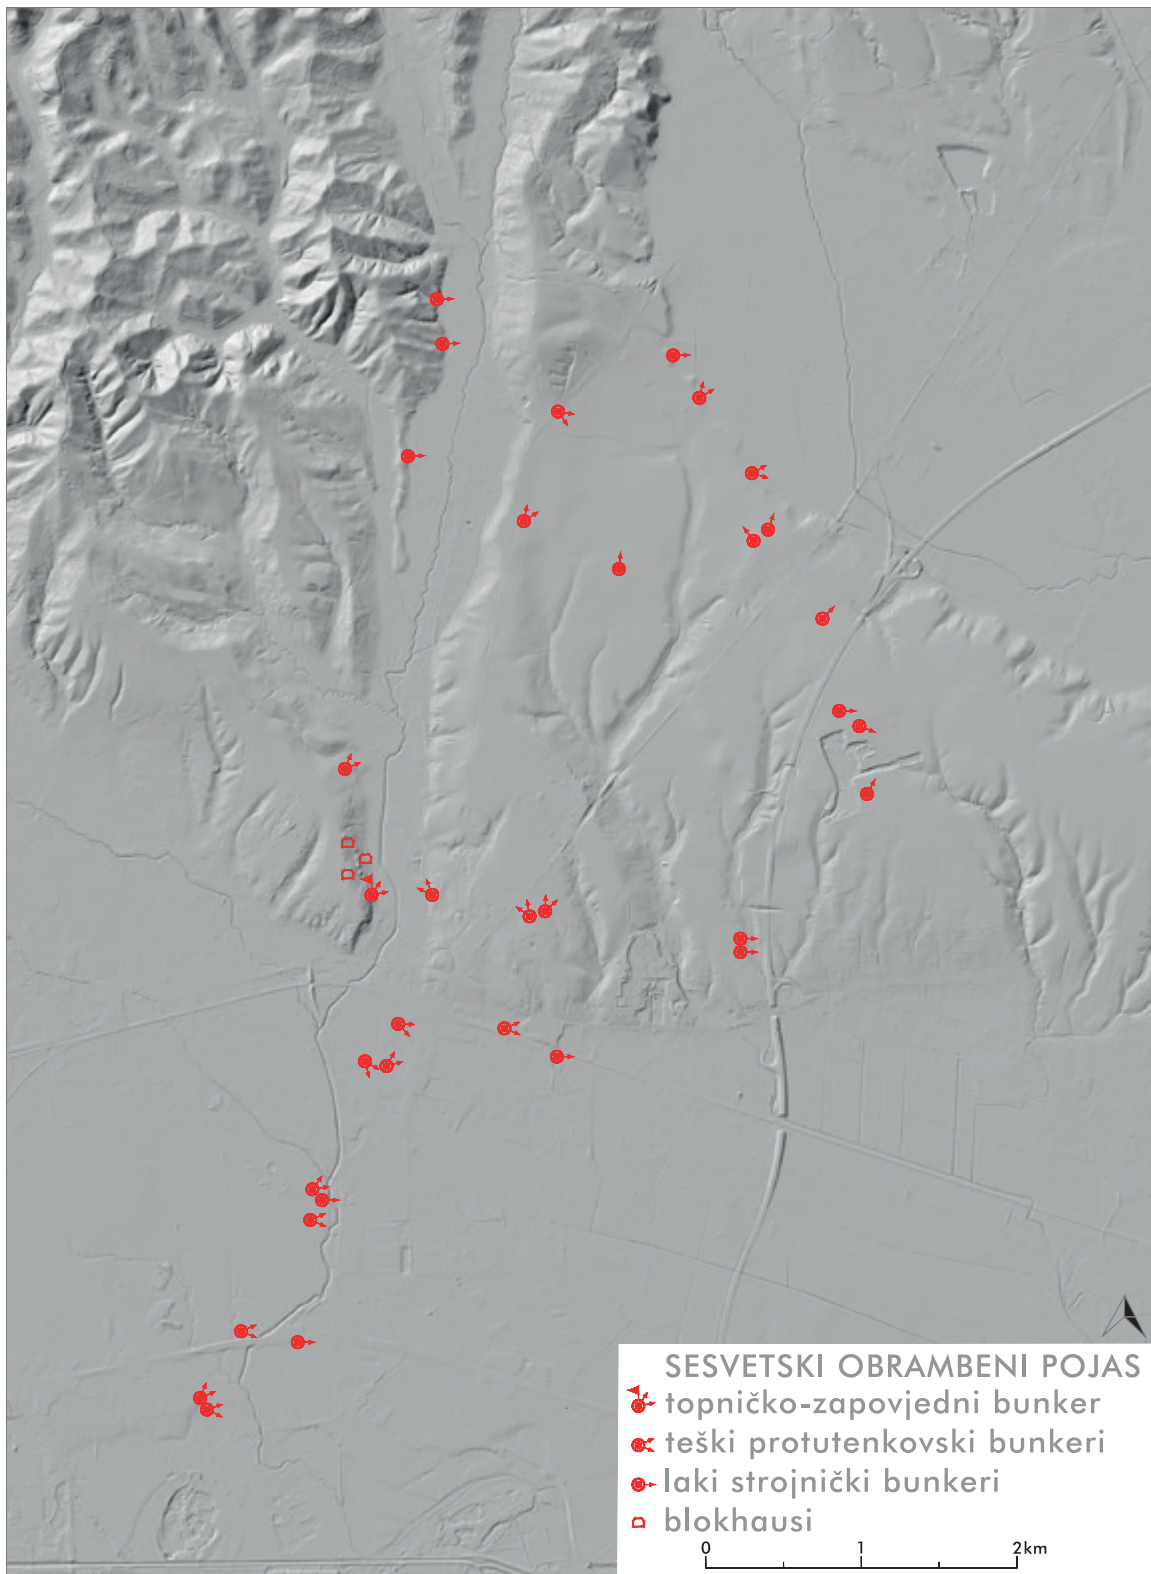 SESVETSKI OBRAMBENI POJAS
topničko-zapovjedni bunker
teški protutenkovski bunkeri
laki strojnički bunkeri
blokhausi
0 1 2km